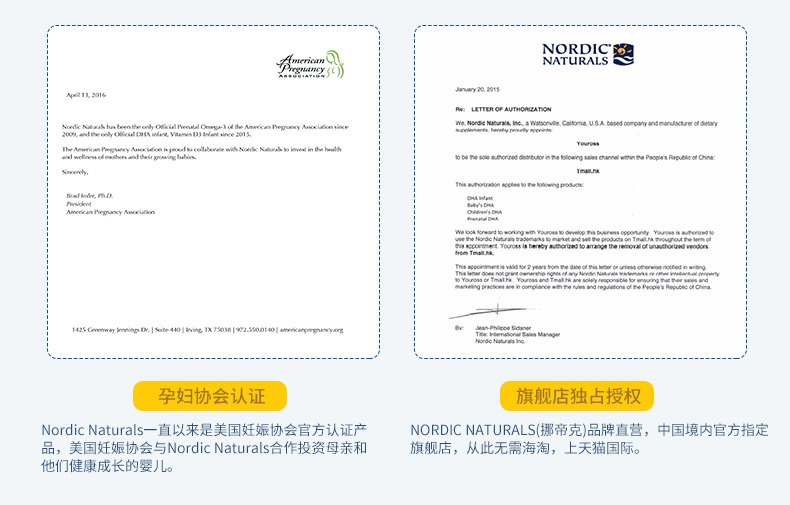 American
Pregnancy
ASSOCIATION
April 13, 2016
Nordic Naturals has been the only Official Prenatal Omega-3 of the American Pregnancy Association since
2009, and the only Official DHA infant, Vitamin D3 Infant since 2015.
The American Pregnancy Association is proud to collaborate with Nordic Naturals to invest in the health
and wellness of mothers and their growing babies.
Sincerely,
Brad Imler, Ph.D.
President
American Pregnancy Association
1425 Greenway Jennings Dr. | Suite 440 | Irving, TX 75038 | 972.550.0140 | americanpregnancy.org
NORDIC®
NATURALS
January 20, 2015
Re: LETTER OF AUTHORIZATION
We, Nordic Naturals, Inc., a Watsonville, California, U.S.A. based company and manufacturer of dietary
supplements, hereby proudly appoints:
Youross
to be the sole authorized distributor in the following sales channel within the People's Republic of China:
Tmall.hk
This authorization applies to the following products:
DHA Infant
Baby's DHA
Children's DHA
Prenatal DHA
We look forward to working with Youross to develop this business opportunity. Youross is authorized to
use the Nordic Naturals trademarks to market and sell the products on Tmall.hk throughout the term of
this appointment. Youross is hereby authorized to arrange the removal of unauthorized vendors
from Tmall.hk.
This appointment is valid for 2 years from the date of this letter or unless otherwise notified in writing.
This letter does not grant ownership rights of any Nordic Naturals trademarks or other intellectual property
to Youross or Tmall.hk. Youross and Tmall.hk are solely responsible for ensuring that their sales and
marketing practices are in compliance with the rules and regulations of the People's Republic of China.
By: Jean-Philippe Sidaner
Title: International Sales Manager
Nordic Naturals Inc.
孕妇协会认证
Nordic Naturals一直以来是美国妊娠协会官方认证产
品，美国妊娠协会与Nordic Naturals合作投资母亲和
他们健康成长的婴儿。
旗舰店独占授权
NORDIC NATURALS(挪帝克)品牌直营，中国境内官方指定
旗舰店，从此无需海淘，上天猫国际。